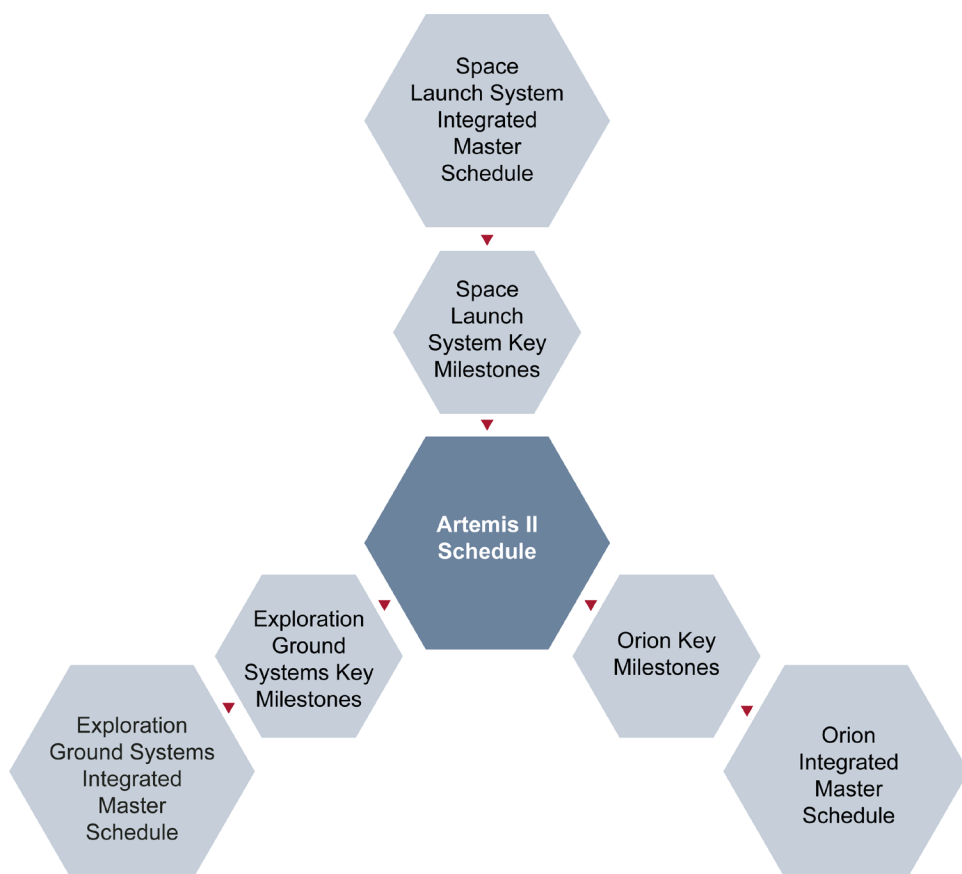 Space
Launch System
Integrated
Master
Schedule
Space
Launch
System Key
Milestones
Artemis II
Schedule
Exploration
Ground
Systems Key
Milestones
Orion Key
Milestones
Exploration
Ground Systems
Integrated
Master
Schedule
Orion
Integrated
Master
Schedule